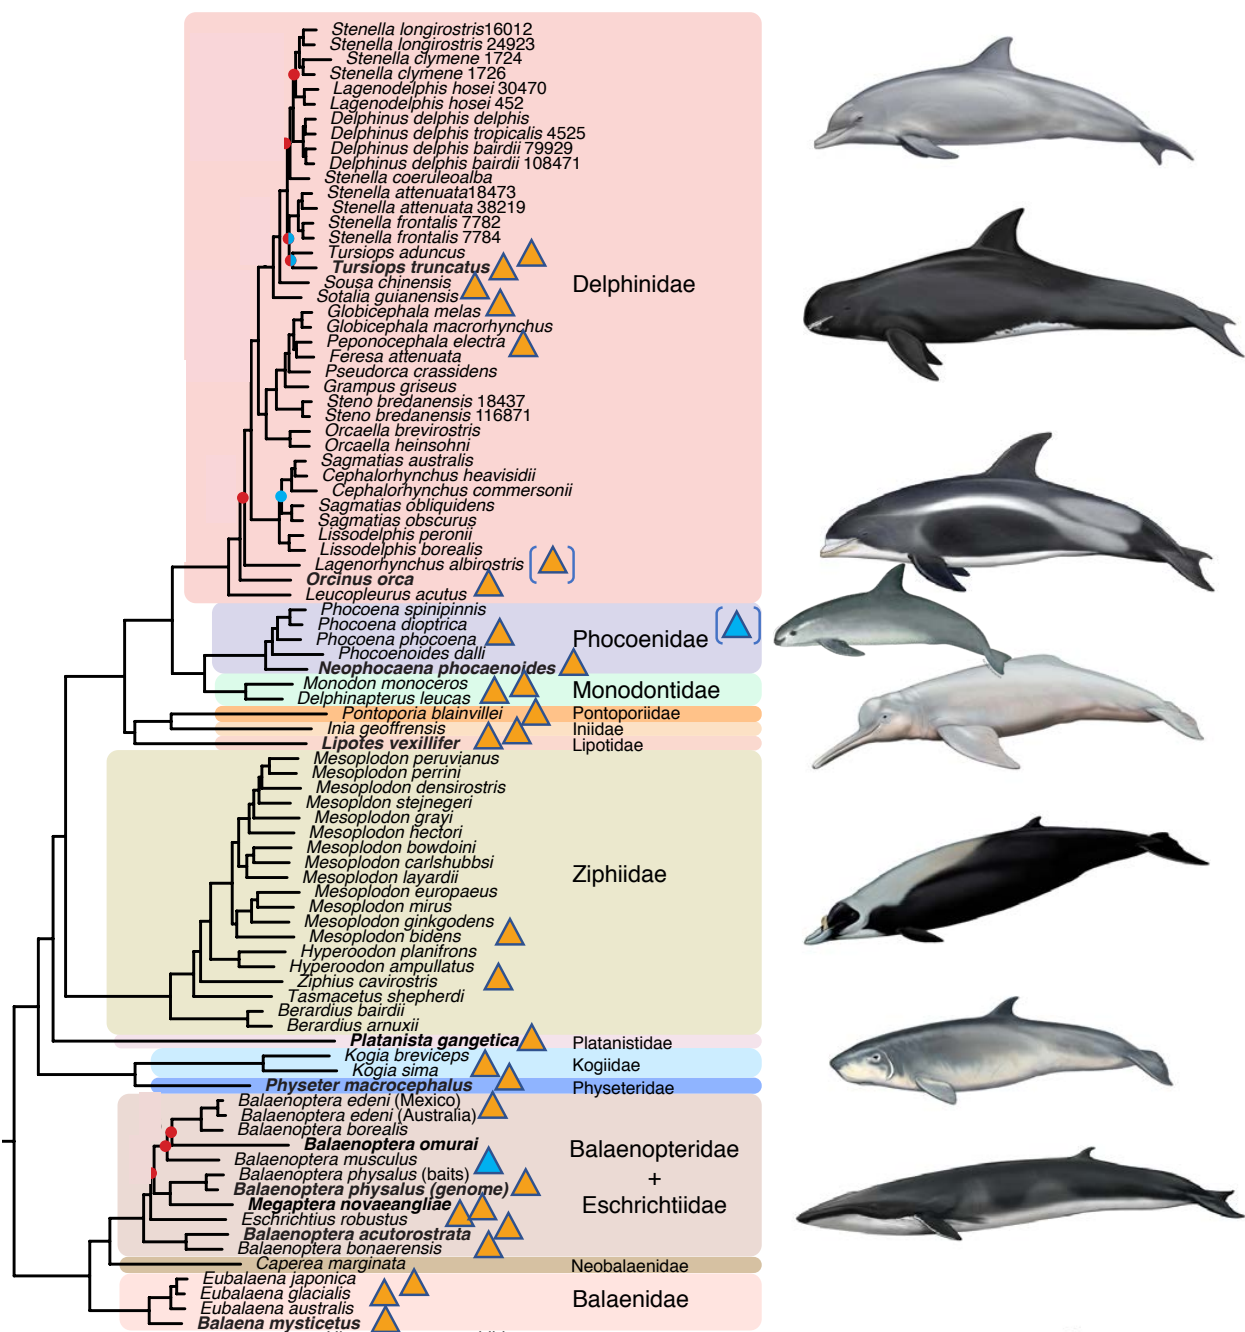 Stenella longirostris16012
Stenella longirostris 24923
Stenella clymene 1724
Stenella clymene 1726
Lagenodelphis hosei 30470
Lagenodelphis hosei 452
Delphinus delphis delphis
Delphinus delphis tropicalis 4525
Delphinus delphis bairdii 79929
Delphinus delphis bairdii 108471
Stenella coeruleoalba
Stenella attenuata18473
Stenella attenuata 38219
Stenella frontalis 7782
Stenella frontalis 7784
Tursiops aduncus
Tursiops truncatus
Sousa chinensis
Delphinidae
Sotalia guianensis
Globicephala melas
Globicephala macrorhynchus
Peponocephala electra
Feresa attenuata
Pseudorca crassidens
Grampus griseus
Steno bredanensis 18437
Steno bredanensis 116871
Orcaella brevirostris
Orcaella heinsohni
Sagmatias australis
Cephalorhynchus heavisidii
Cephalorhynchus commersonii
Sagmatias obliquidens
Sagmatias obscurus
Lissodelphis peronii
Lissodelphis borealis
Lagenorhynchus albirostris
Orcinus orca
Leucopleurus acutus
Phocoena spinipinnis
Phocoena dioptrica
Phocoena phocoena
Phocoenidae
Phocoenoides dalli
Neophocaena phocaenoides
Monodon monoceros
Monodontidae
Delphinapterus leucas
Pontoporia blainvillei
Pontoporiidae
Inia geoffrensis
Iniidae
Lipotes vexillifer
Lipotidae
Mesoplodon peruvianus
Mesoplodon perrini
Mesoplodon densirostris
Mesopldon stejnegeri
Mesoplodon grayi
Mesoplodon hectori
Mesoplodon bowdoini
Mesoplodon carlshubbsi
Mesoplodon layardii
Ziphiidae
Mesoplodon europaeus
Mesoplodon mirus
Mesoplodon ginkgodens
Mesoplodon bidens
Hyperoodon planifrons
Hyperoodon ampullatus
Ziphius cavirostris
Tasmacetus shepherdi
Berardius bairdii
Berardius arnuxii
Platanista gangetica
Platanistidae
Kogia breviceps
Kogiidae
Kogia sima
Physeter macrocephalus
Physeteridae
Balaenoptera edeni (Mexico)
Balaenoptera edeni (Australia)
Balaenoptera borealis
Balaenoptera omurai
Balaenopteridae
Balaenoptera musculus
Balaenoptera physalus (baits)
+
Balaenoptera physalus (genome)
Megaptera novaeangliae
Eschrichtiidae
Eschrichtius robustus
Balaenoptera acutorostrata
Balaenoptera bonaerensis
Caperea marginata
Neobalaenidae
Eubalaena japonica
Eubalaena glacialis
Balaenidae
Eubalaena australis
Balaena mysticetus